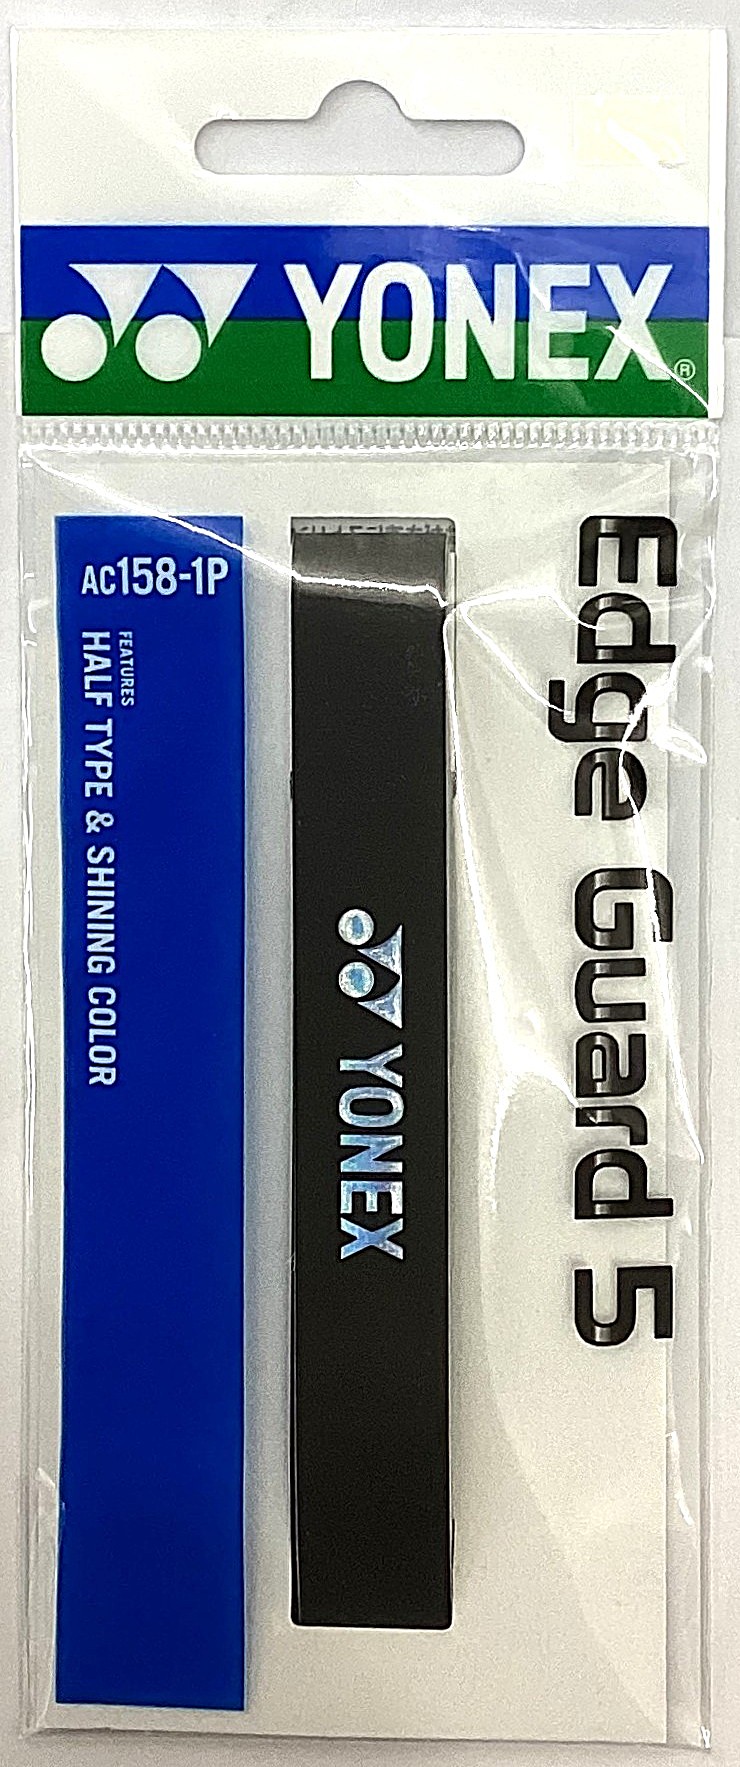 YONEX®
AC158-1P
FEATURES
HALF TYPE & SHINING COLOR
YONEX
Edge Guard 5